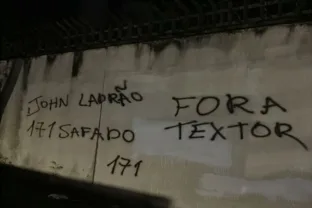 JOHN LADRÃO
171 SAFADO
171
FORA
TEXTOR